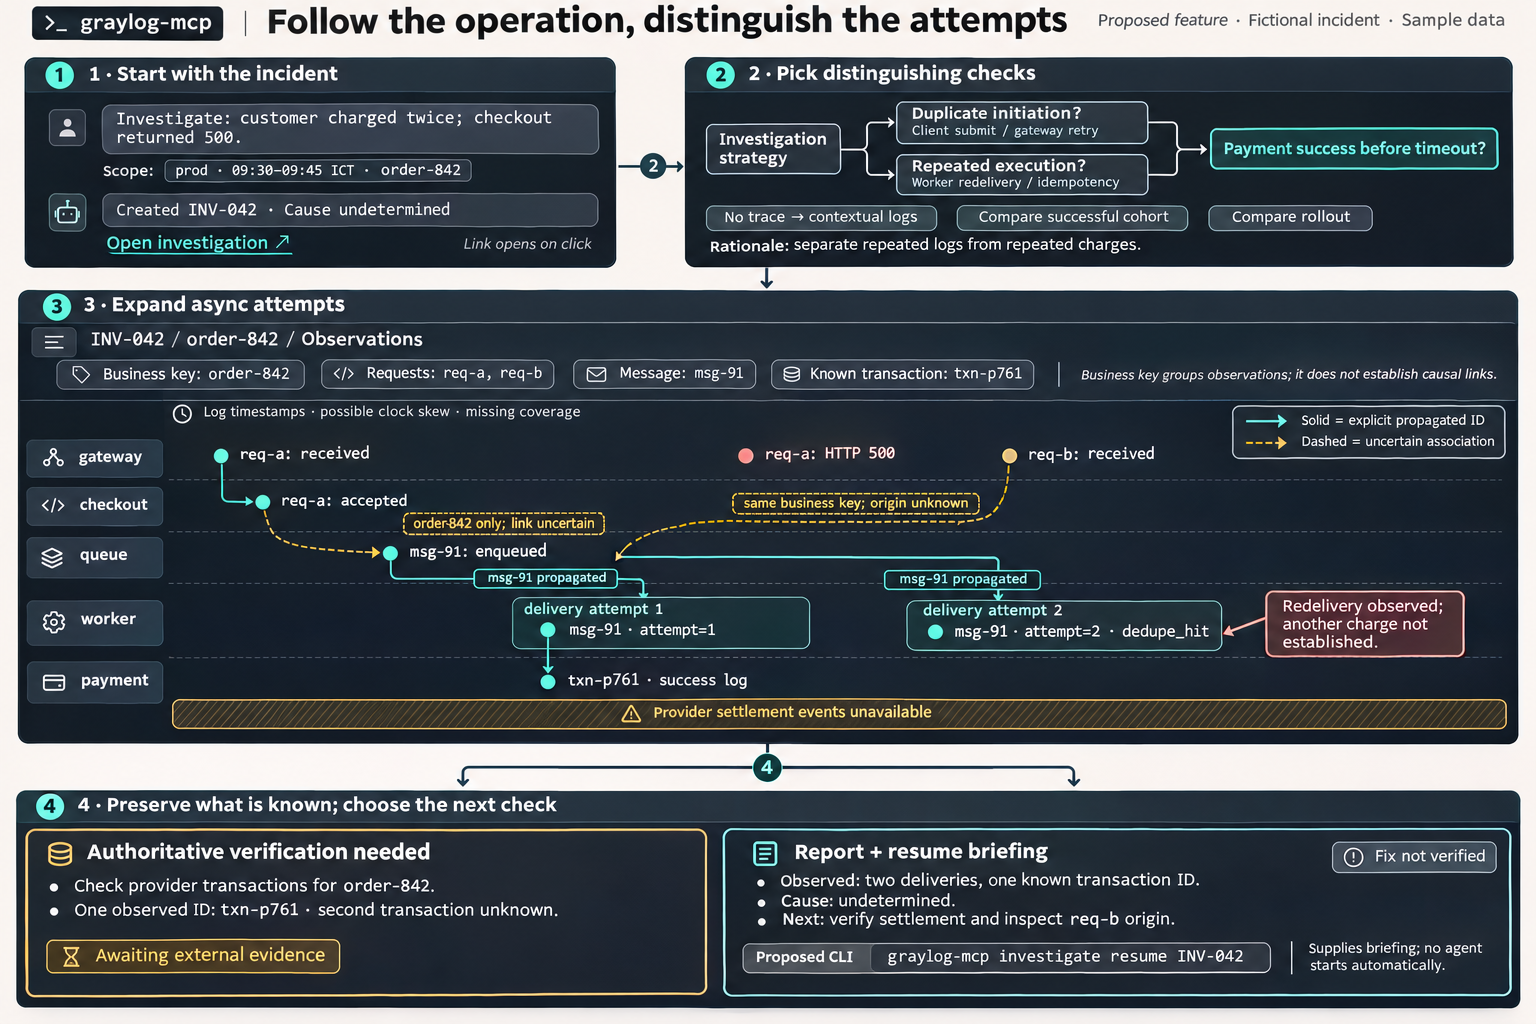 >_ graylog-mcp
Follow the operation, distinguish the attempts
Proposed feature · Fictional incident · Sample data
1
1 · Start with the incident
Investigate: customer charged twice; checkout
returned 500.
Scope:
prod · 09:30–09:45 ICT · order-842
Created INV-042 · Cause undetermined
Open investigation ↗
Link opens on click
2
2
2 · Pick distinguishing checks
Investigation
strategy
Duplicate initiation?
Client submit / gateway retry
Repeated execution?
Worker redelivery / idempotency
Payment success before timeout?
No trace → contextual logs
Compare successful cohort
Compare rollout
Rationale: separate repeated logs from repeated charges.
3
3 · Expand async attempts
INV-042 / order-842 / Observations
Business key: order-842
Requests: req-a, req-b
Message: msg-91
Known transaction: txn-p761
Business key groups observations; it does not establish causal links.
Log timestamps · possible clock skew · missing coverage
Solid = explicit propagated ID
Dashed = uncertain association
gateway
req-a: received
req-a: HTTP 500
req-b: received
checkout
req-a: accepted
order-842 only; link uncertain
same business key; origin unknown
queue
msg-91: enqueued
msg-91 propagated
msg-91 propagated
worker
delivery attempt 1
msg-91 · attempt=1
delivery attempt 2
msg-91 · attempt=2 · dedupe_hit
Redelivery observed;
another charge not
established.
payment
txn-p761 · success log
Provider settlement events unavailable
4
4
4 · Preserve what is known; choose the next check
Authoritative verification needed
• Check provider transactions for order-842.
• One observed ID: txn-p761 · second transaction unknown.
Awaiting external evidence
Report + resume briefing
Fix not verified
• Observed: two deliveries, one known transaction ID.
• Cause: undetermined.
• Next: verify settlement and inspect req-b origin.
Proposed CLI
graylog-mcp investigate resume INV-042
Supplies briefing; no agent
starts automatically.